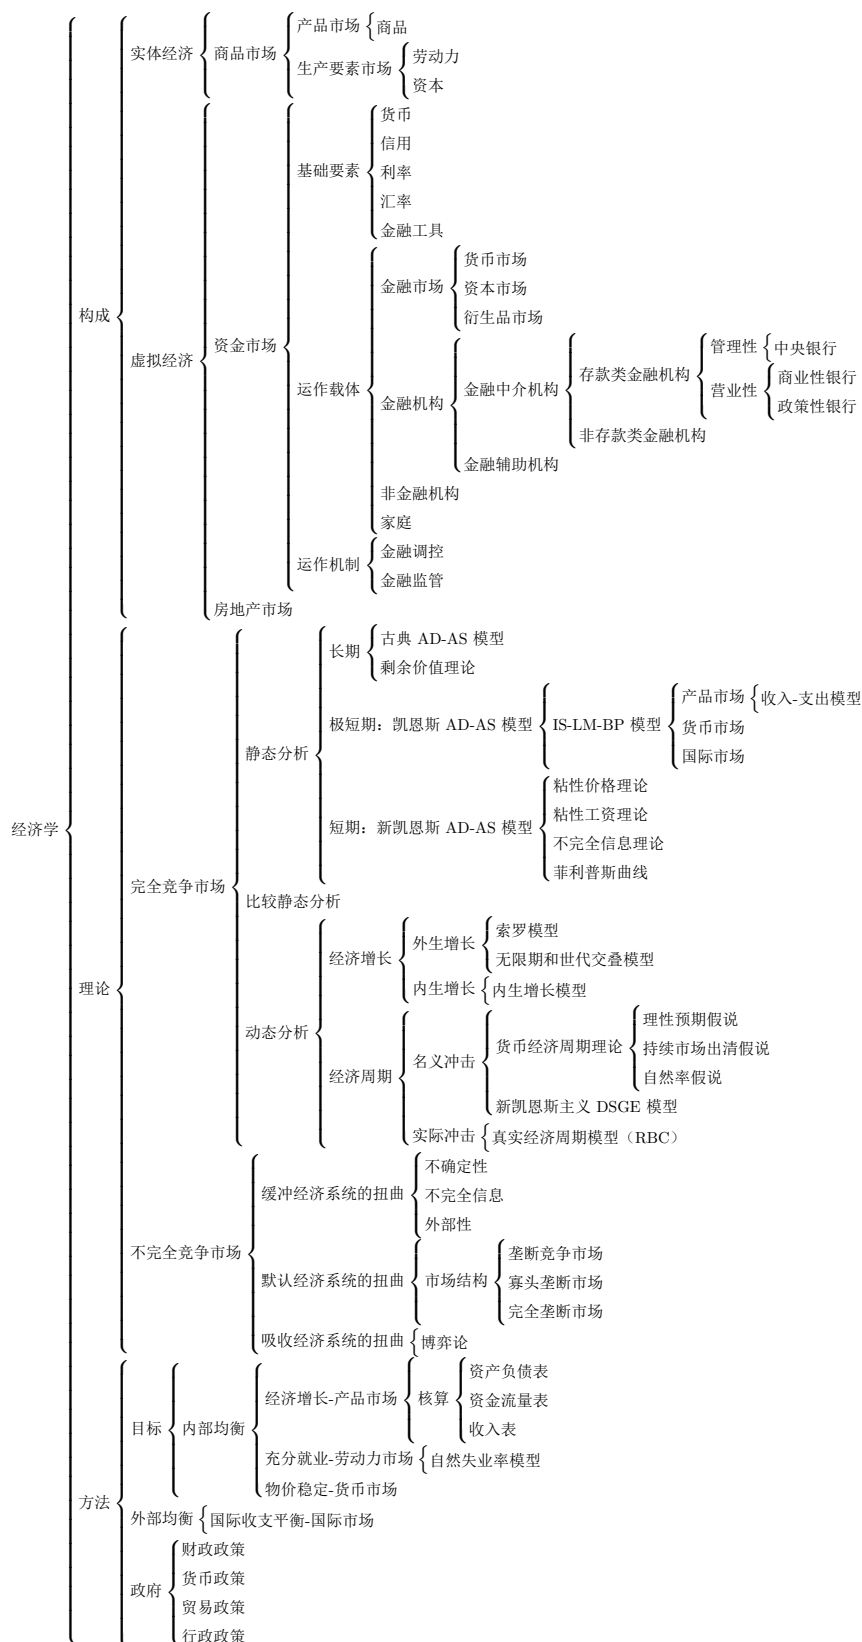 经济学
构成
实体经济
商品市场
产品市场
商品
生产要素市场
劳动力
资本
虚拟经济
资金市场
基础要素
货币
信用
利率
汇率
金融工具
运作载体
金融市场
货币市场
资本市场
衍生品市场
金融机构
金融中介机构
存款类金融机构
管理性
中央银行
营业性
商业性银行
政策性银行
非存款类金融机构
金融辅助机构
非金融机构
家庭
运作机制
金融调控
金融监管
房地产市场
理论
完全竞争市场
静态分析
长期
古典 AD-AS 模型
剩余价值理论
极短期：凯恩斯 AD-AS 模型
IS-LM-BP 模型
产品市场
收入-支出模型
货币市场
国际市场
短期：新凯恩斯 AD-AS 模型
粘性价格理论
粘性工资理论
不完全信息理论
菲利普斯曲线
比较静态分析
动态分析
经济增长
外生增长
索罗模型
无限期和世代交叠模型
内生增长
内生增长模型
经济周期
名义冲击
货币经济周期理论
理性预期假说
持续市场出清假说
自然率假说
新凯恩斯主义 DSGE 模型
实际冲击
真实经济周期模型（RBC）
不完全竞争市场
缓冲经济系统的扭曲
不确定性
不完全信息
外部性
默认经济系统的扭曲
市场结构
垄断竞争市场
寡头垄断市场
完全垄断市场
吸收经济系统的扭曲
博弈论
方法
目标
内部均衡
经济增长-产品市场
核算
资产负债表
资金流量表
收入表
充分就业-劳动力市场
自然失业率模型
物价稳定-货币市场
外部均衡
国际收支平衡-国际市场
政府
财政政策
货币政策
贸易政策
行政政策